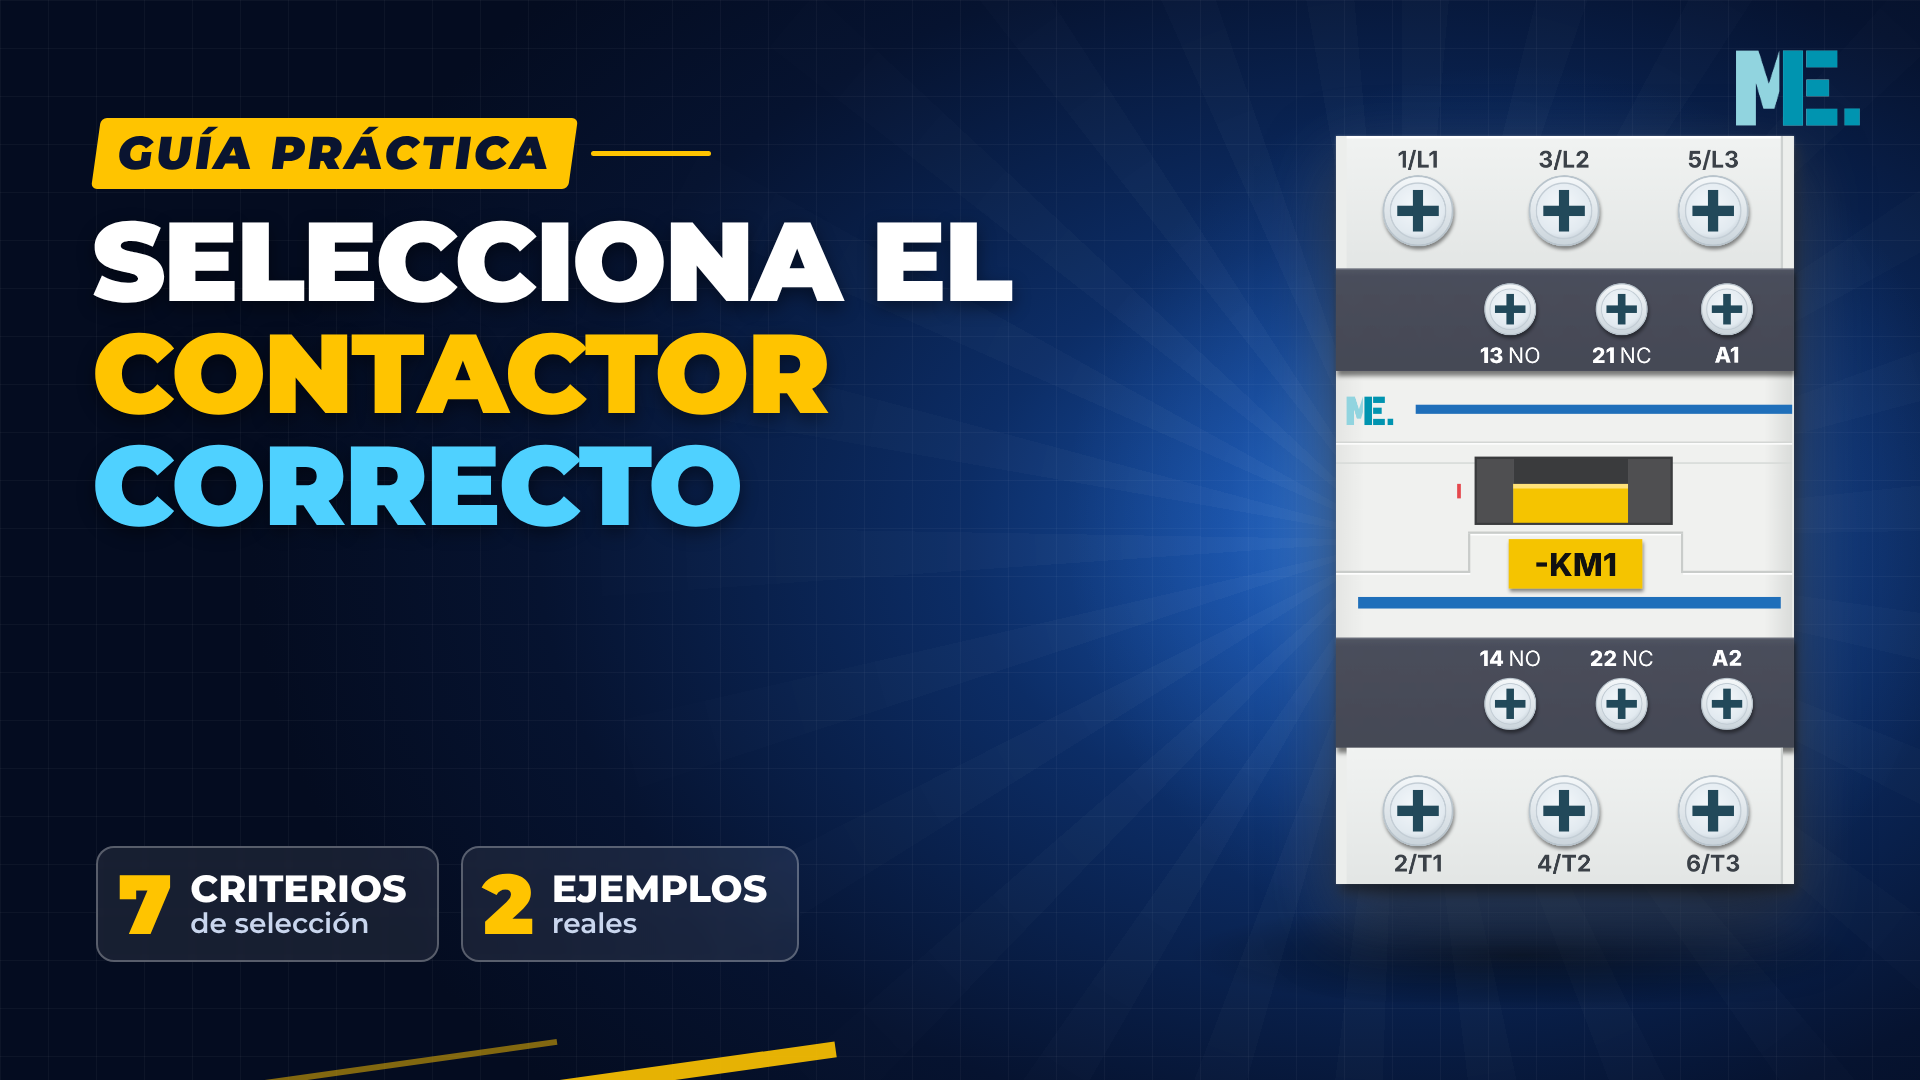 ME.
GUÍA PRÁCTICA
SELECCIONA EL
CONTACTOR
CORRECTO
7 CRITERIOS
de selección
2 EJEMPLOS
reales
1/L1 3/L2 5/L3
13 NO 21 NC A1
ME.
I
-KM1
14 NO 22 NC A2
2/T1 4/T2 6/T3